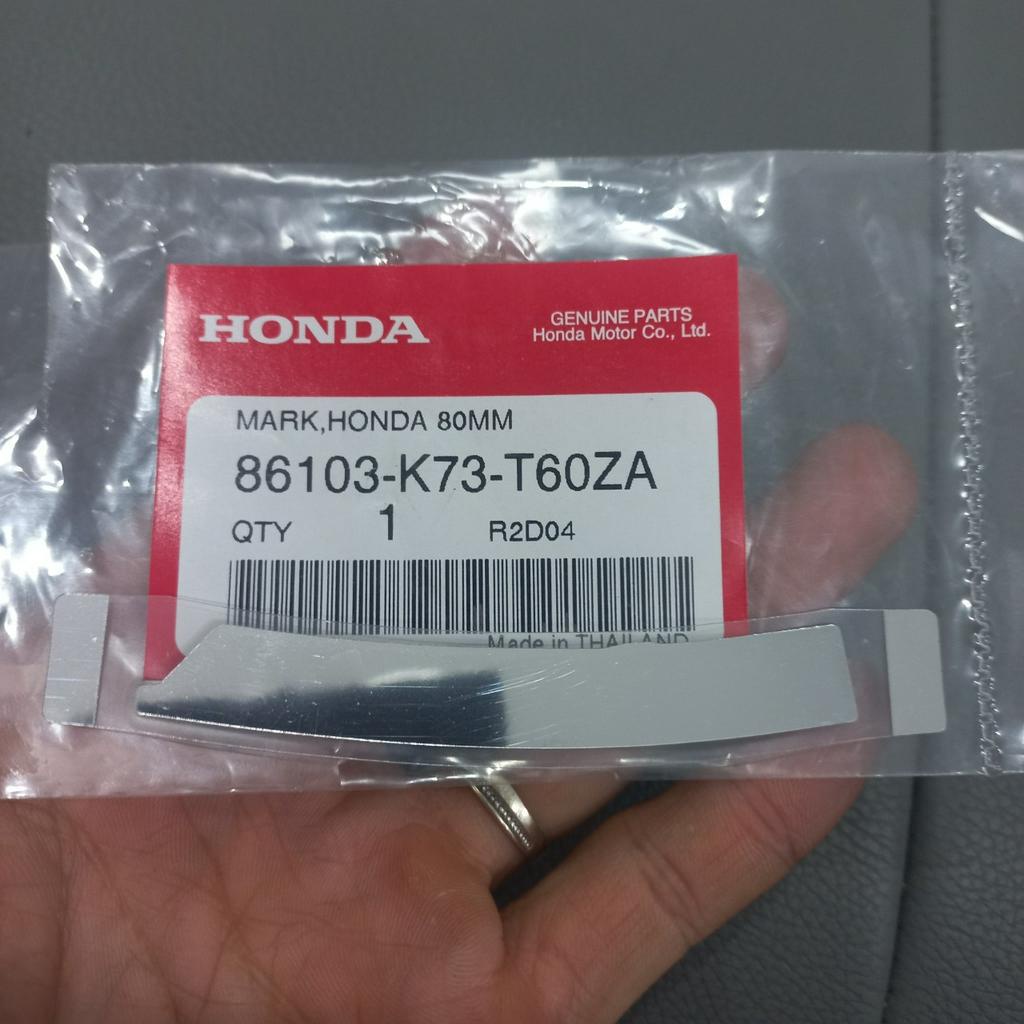 HONDA
GENUINE PARTS
Honda Motor Co., Ltd.
MARK,HONDA 80MM
86103-K73-T60ZA
QTY 1 R2D04
Made in THAILAND